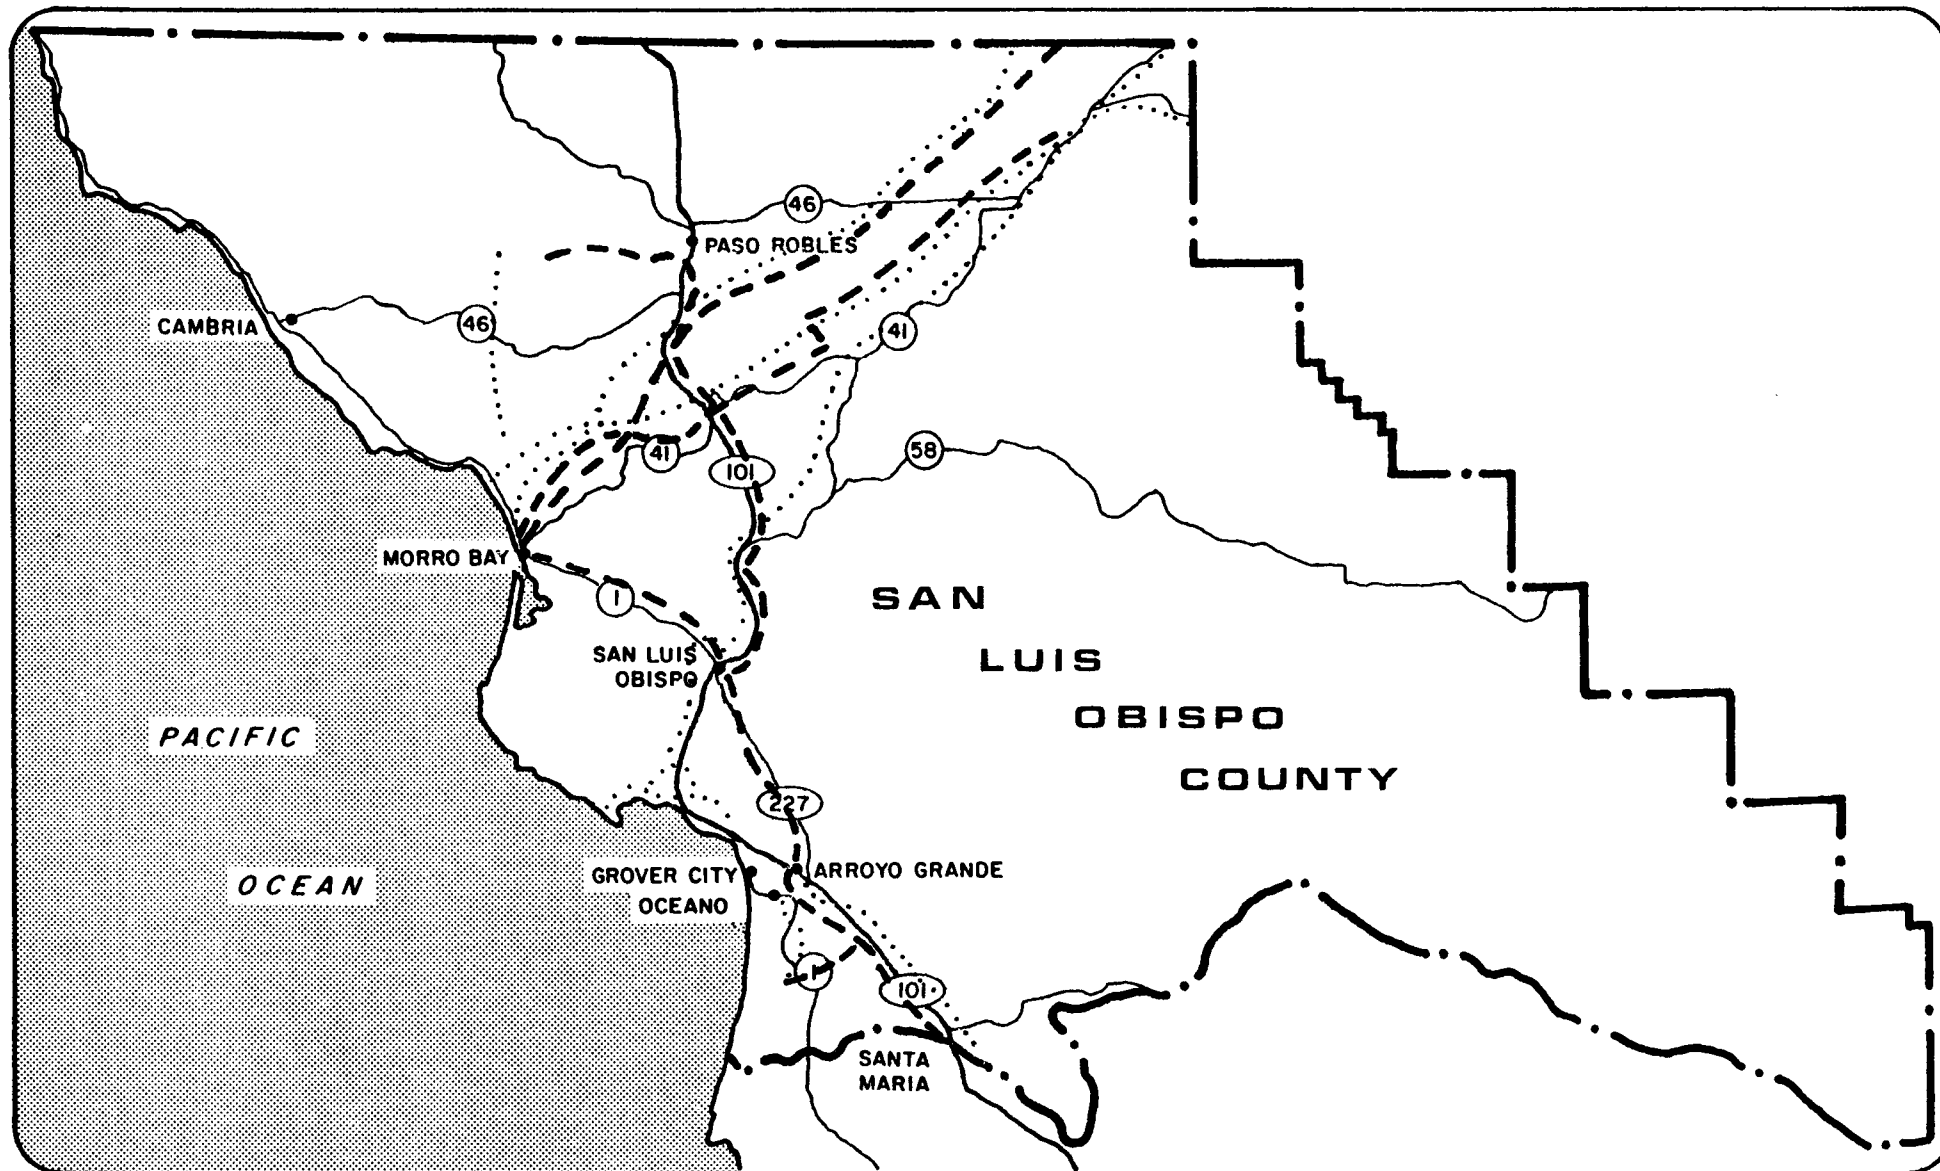 46
PASO ROBLES
CAMBRIA
46
41
41
101
58
MORRO BAY
1
SAN
LUIS
OBISPO
COUNTY
SAN LUIS
OBISPO
PACIFIC
OCEAN
227
GROVER CITY
ARROYO GRANDE
OCEANO
1
101
SANTA
MARIA